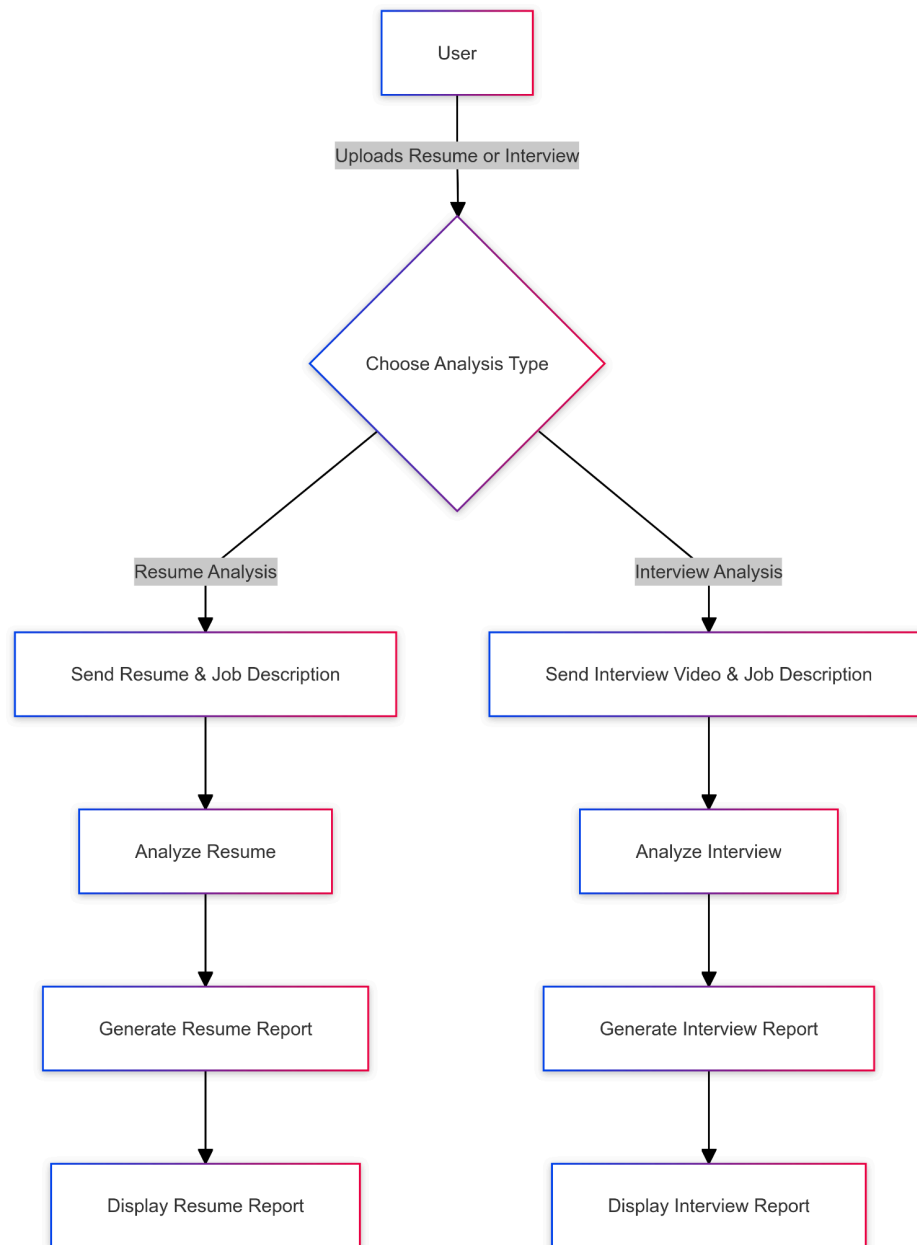 User
Uploads Resume or Interview
Choose Analysis Type
Resume Analysis
Interview Analysis
Send Resume & Job Description
Send Interview Video & Job Description
Analyze Resume
Analyze Interview
Generate Resume Report
Generate Interview Report
Display Resume Report
Display Interview Report